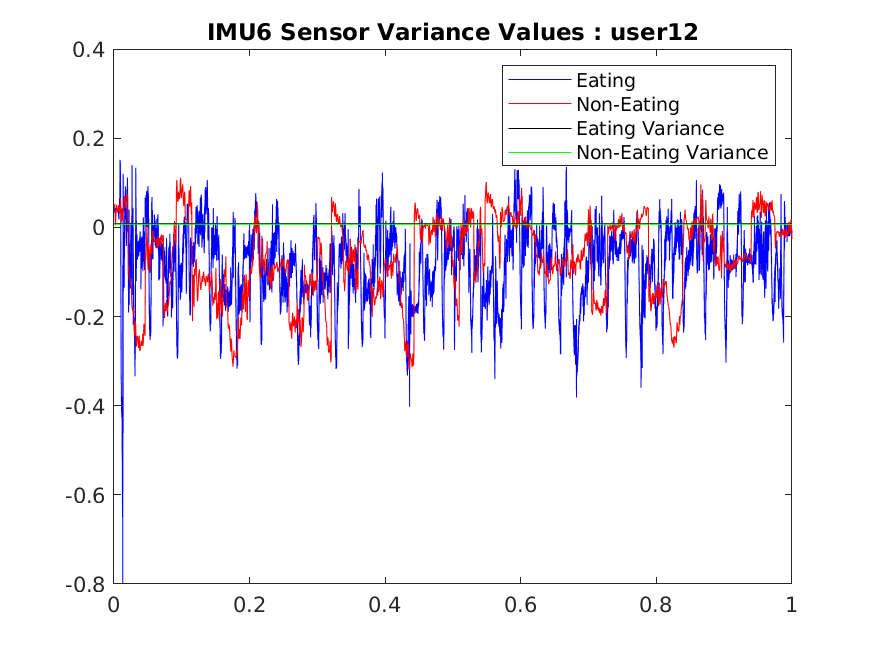 IMU6 Sensor Variance Values : user12
0.4
0.2
0
-0.2
-0.4
-0.6
-0.8
Eating
Non-Eating
Eating Variance
Non-Eating Variance
0 0.2 0.4 0.6 0.8 1